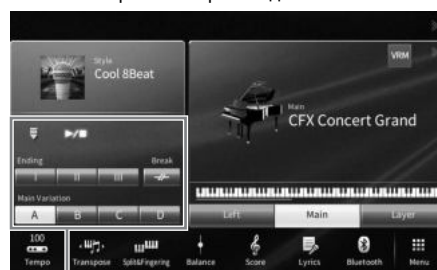 Style
Cool 8Beat
VRM
Main
CFX Concert Grand
Ending
Break
I
II
III
Main Variation
A
B
C
D
Left
Main
Layer
100
Tempo
Transpose
Split&Fingering
Balance
Score
Lyrics
Bluetooth
Menu